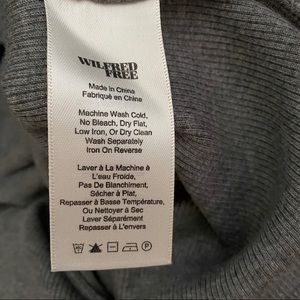 WILFRED
FREE
Made in China
Fabriqué en Chine
Machine Wash Cold,
No Bleach, Dry Flat,
Low Iron, Or Dry Clean
Wash Separately
Iron On Reverse
Laver À La Machine À
L'eau Froide,
Pas De Blanchiment,
Sécher à Plat,
Repasser à Basse Température,
Ou Nettoyer à Sec
Laver Séparément
Repasser à L'envers